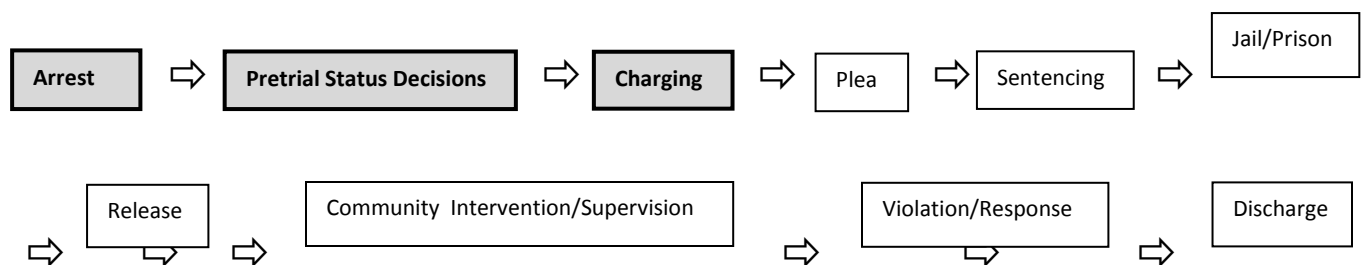 Arrest
Pretrial Status Decisions
Charging
Plea
Sentencing
Jail/Prison
Release
Community Intervention/Supervision
Violation/Response
Discharge